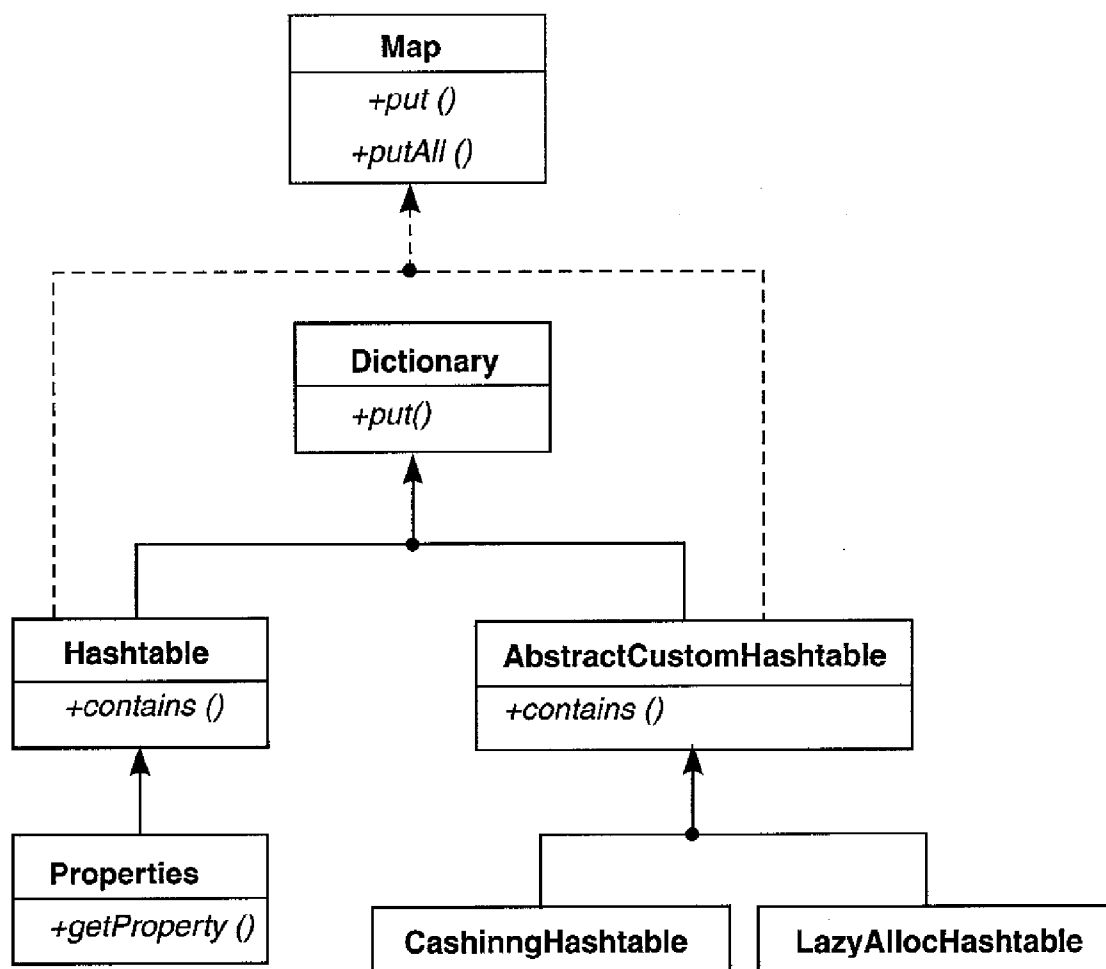 Map
+put ()
+putAll ()
Dictionary
+put()
Hashtable
+contains ()
AbstractCustomHashtable
+contains ()
Properties
+getProperty ()
CashinngHashtable
LazyAllocHashtable